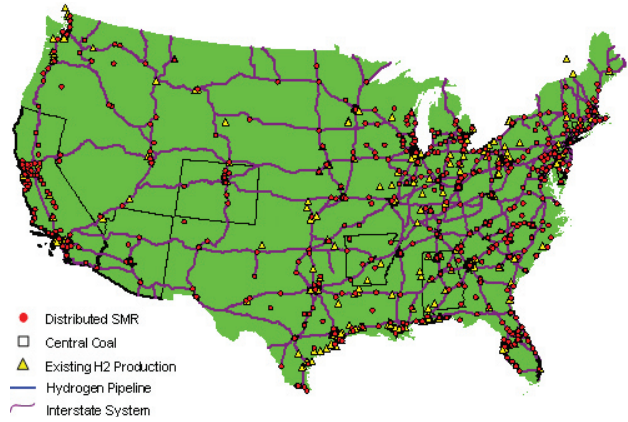 Distributed SMR
Central Coal
Existing H2 Production
Hydrogen Pipeline
Interstate System